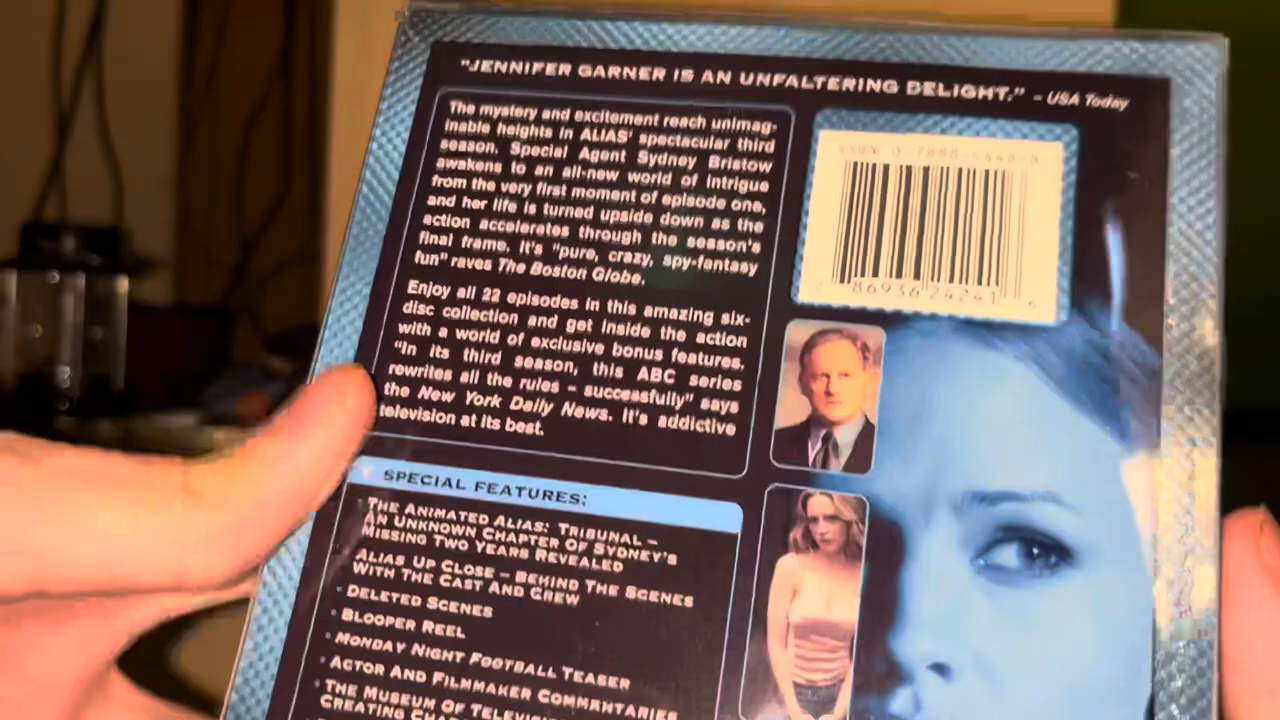 "JENNIFER GARNER IS AN UNFALTERING DELIGHT." – USA Today
The mystery and excitement reach unimag-
inable heights in ALIAS' spectacular third
season. Special Agent Sydney Bristow
awakens to an all-new world of intrigue
from the very first moment of episode one,
and her life is turned upside down as the
action accelerates through the season's
final frame. It's "pure, crazy, spy-fantasy
fun" raves The Boston Globe.
Enjoy all 22 episodes in this amazing six-
disc collection and get inside the action
with a world of exclusive bonus features.
"In its third season, this ABC series
rewrites all the rules – successfully" says
the New York Daily News. It's addictive
television at its best.
ISBN 0-7888-
7 86936 24241 6
SPECIAL FEATURES:
THE ANIMATED ALIAS: TRIBUNAL –
AN UNKNOWN CHAPTER OF SYDNEY'S
MISSING TWO YEARS REVEALED
ALIAS UP CLOSE – BEHIND THE SCENES
WITH THE CAST AND CREW
DELETED SCENES
BLOOPER REEL
MONDAY NIGHT FOOTBALL TEASER
ACTOR AND FILMMAKER COMMENTARIES
THE MUSEUM OF
CREATING